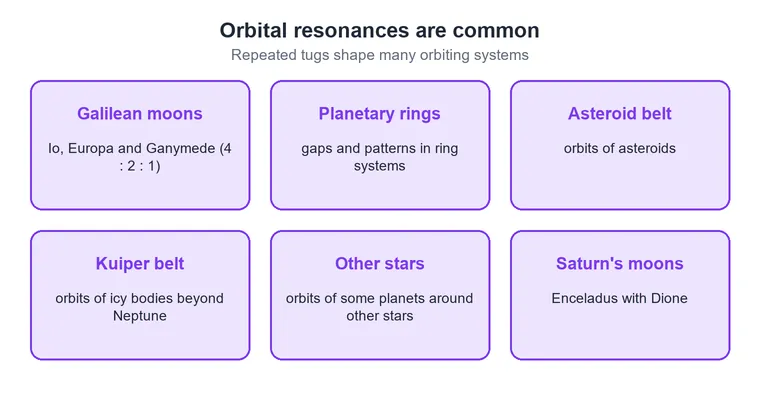 Orbital resonances are common
Repeated tugs shape many orbiting systems
Galilean moons
Io, Europa and Ganymede (4
: 2 : 1)
Planetary rings
gaps and patterns in ring
systems
Asteroid belt
orbits of asteroids
Kuiper belt
orbits of icy bodies beyond
Neptune
Other stars
orbits of some planets around
other stars
Saturn's moons
Enceladus with Dione